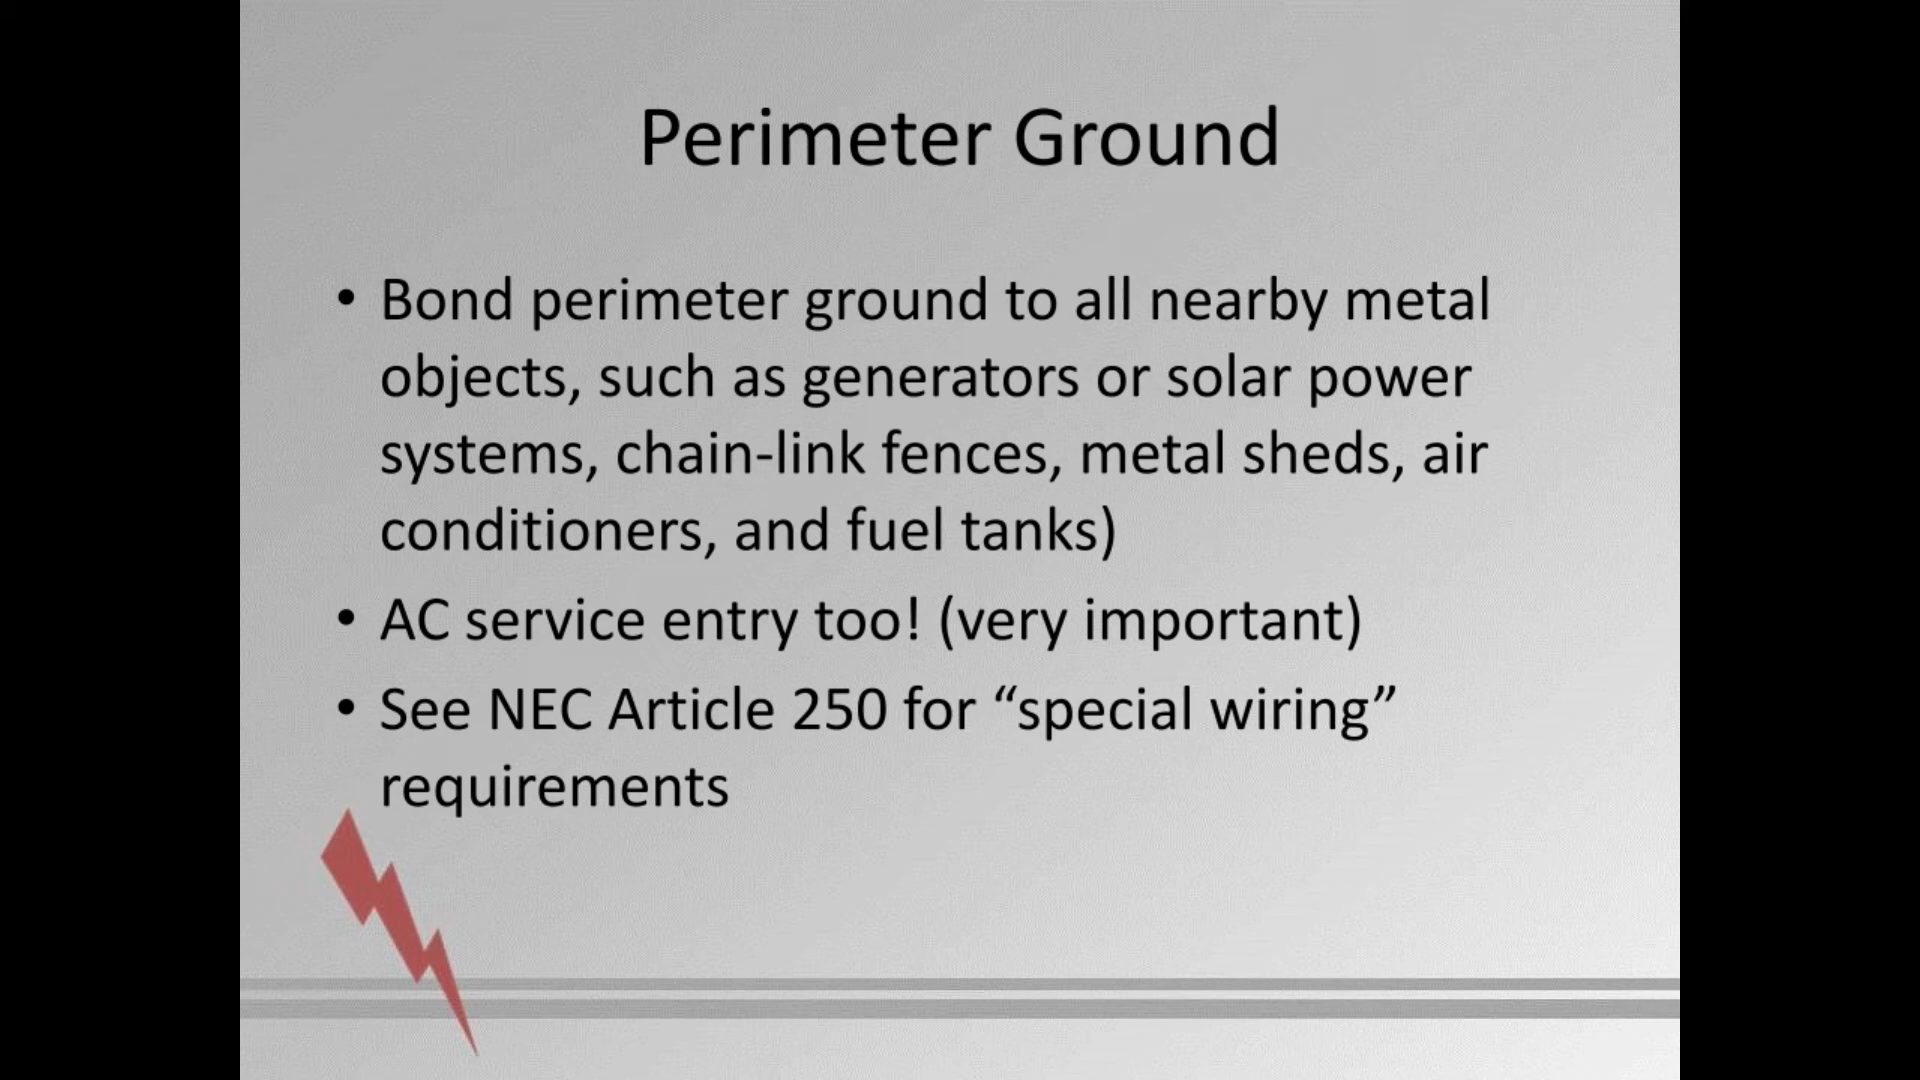 Perimeter Ground
• Bond perimeter ground to all nearby metal
objects, such as generators or solar power
systems, chain-link fences, metal sheds, air
conditioners, and fuel tanks)
• AC service entry too! (very important)
• See NEC Article 250 for “special wiring”
requirements